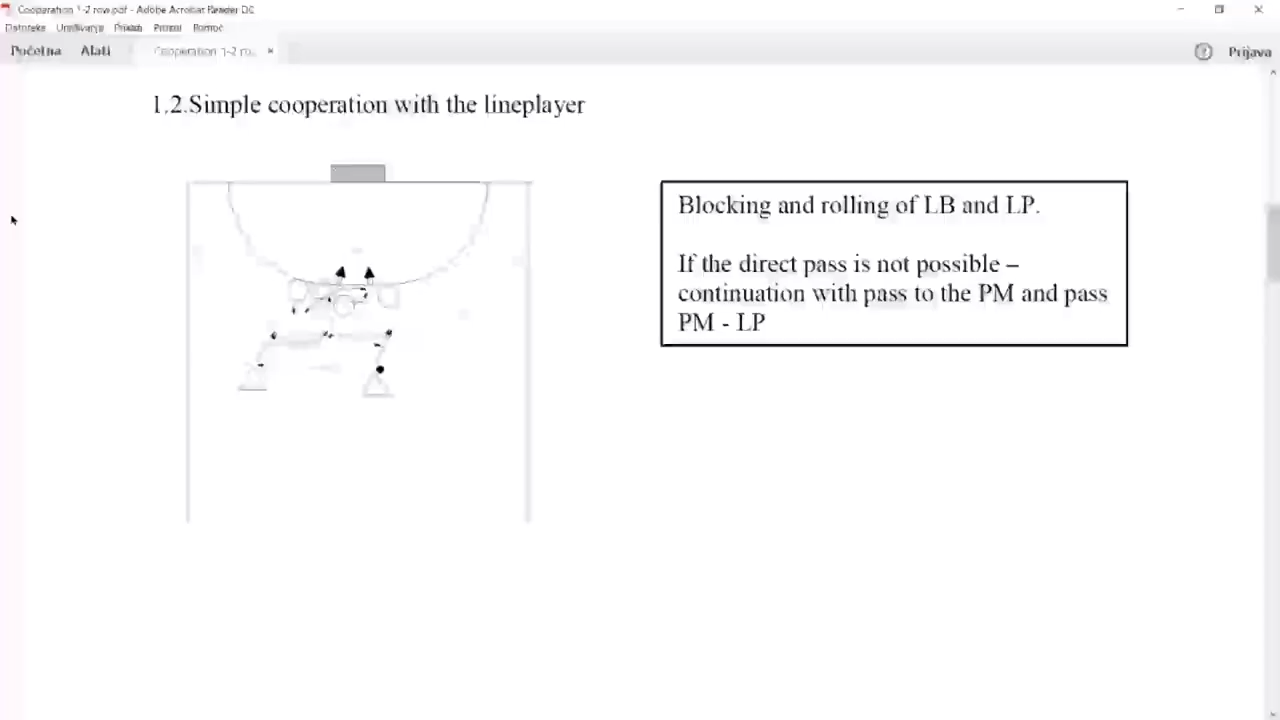 Cooperation 1-2 row.pdf - Adobe Acrobat Reader DC
Datoteka Uređivanje Prikaži Prozor Pomoć
Početna Alati Cooperation 1-2 ro... × ? Prijava
1.2.Simple cooperation with the lineplayer
Blocking and rolling of LB and LP.
If the direct pass is not possible –
continuation with pass to the PM and pass
PM - LP